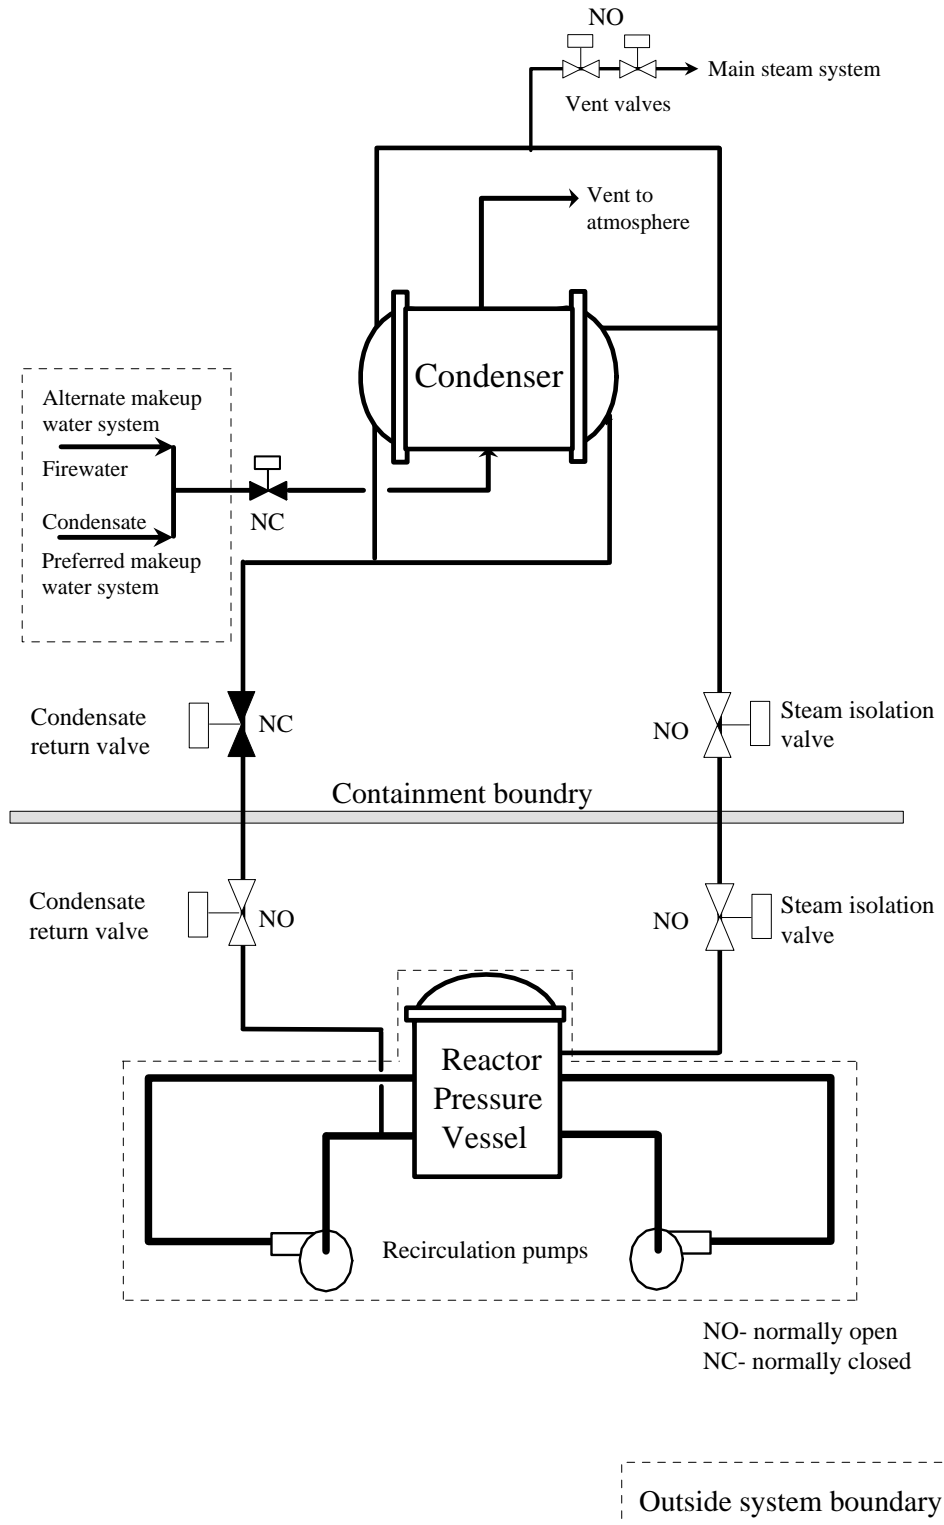 NO
Main steam system
Vent valves
Vent to
atmosphere
Condenser
Alternate makeup
water system
Firewater
Condensate
Preferred makeup
water system
NC
Condensate
return valve
NC
NO
Steam isolation
valve
Containment boundry
Condensate
return valve
NO
NO
Steam isolation
valve
Reactor
Pressure
Vessel
Recirculation pumps
NO- normally open
NC- normally closed
Outside system boundary